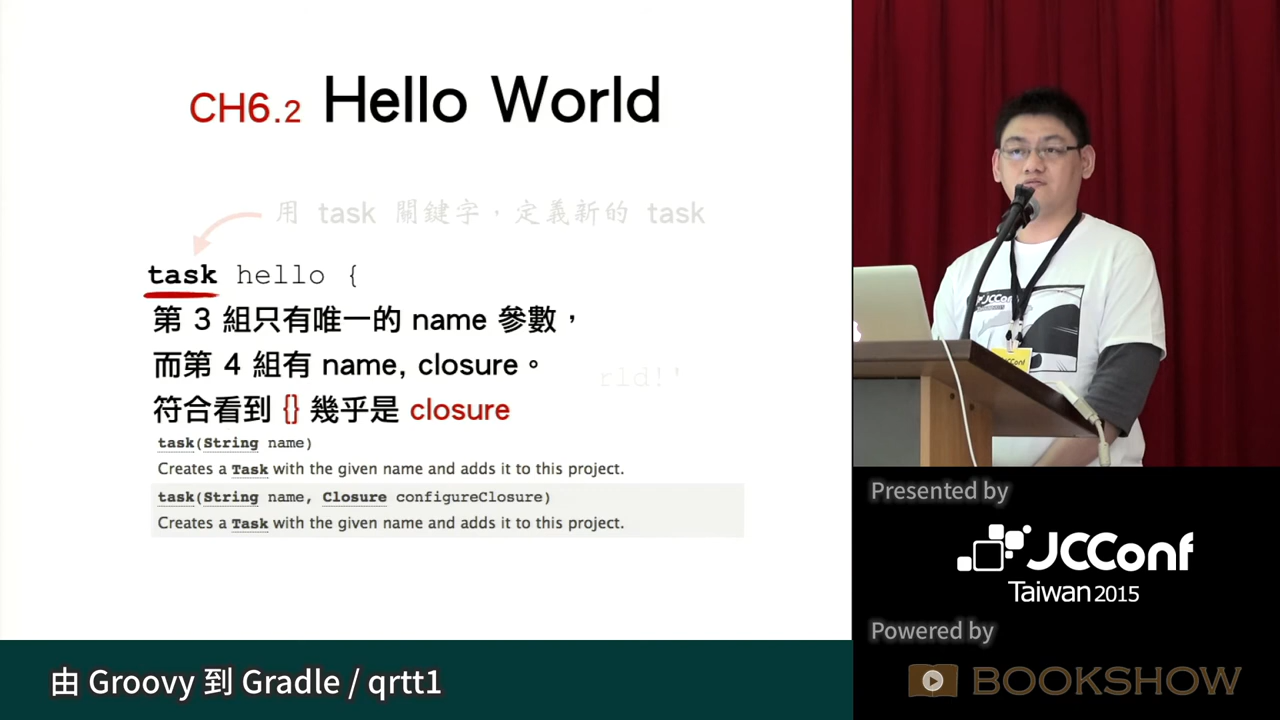 CH6.2 Hello World
用 task 關鍵字，定義新的 task
task hello {
第 3 組只有唯一的 name 參數，
而第 4 組有 name, closure。
rld!'
符合看到 {} 幾乎是 closure
task(String name)
Creates a Task with the given name and adds it to this project.
task(String name, Closure configureClosure)
Creates a Task with the given name and adds it to this project.
由 Groovy 到 Gradle / qrtt1
JCConf
JCConf
Presented by
JCConf
Taiwan 2015
Powered by
BOOKSHOW